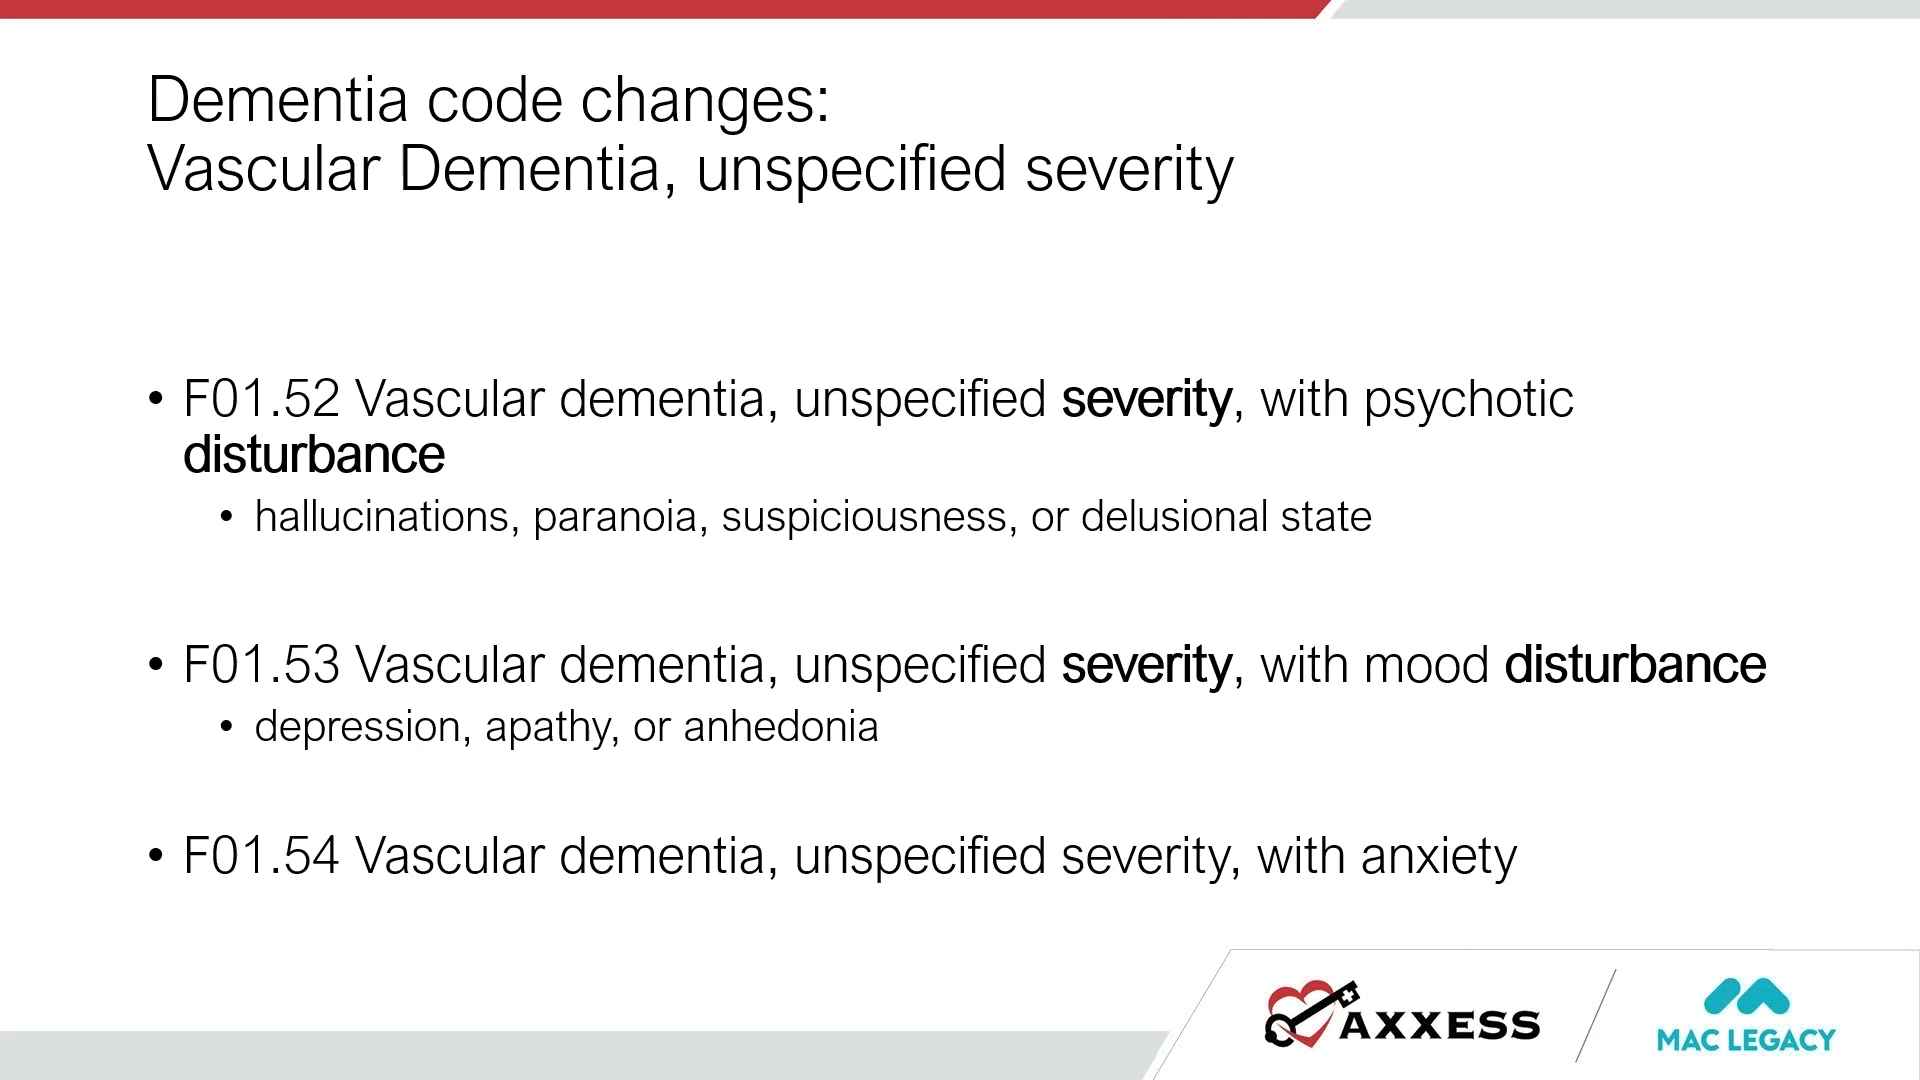 Dementia code changes:
Vascular Dementia, unspecified severity
• F01.52 Vascular dementia, unspecified severity, with psychotic
disturbance
• hallucinations, paranoia, suspiciousness, or delusional state
• F01.53 Vascular dementia, unspecified severity, with mood disturbance
• depression, apathy, or anhedonia
• F01.54 Vascular dementia, unspecified severity, with anxiety
AXXESS
MAC LEGACY